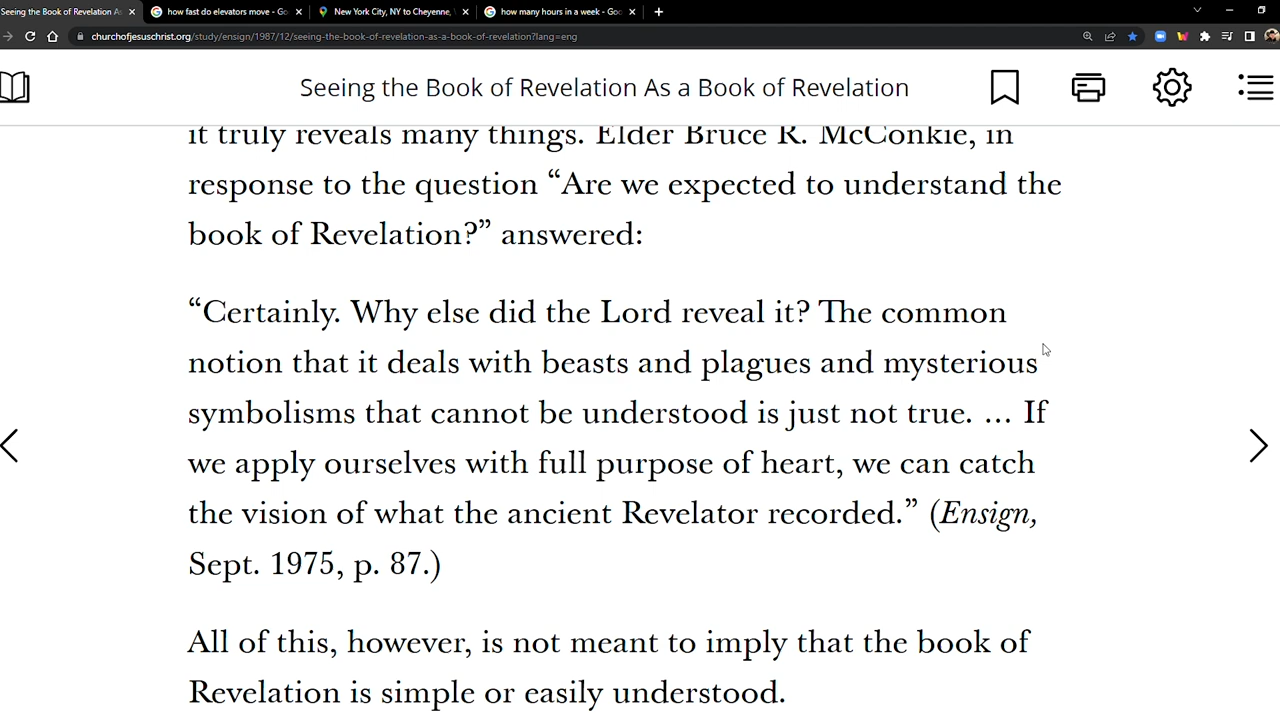 Seeing the Book of Revelation As
how fast do elevators move - Go
New York City, NY to Cheyenne,
how many hours in a week - Goo
churchofjesuschrist.org/study/ensign/1987/12/seeing-the-book-of-revelation-as-a-book-of-revelation?lang=eng
Seeing the Book of Revelation As a Book of Revelation
it truly reveals many things. Elder Bruce R. McConkie, in
response to the question “Are we expected to understand the
book of Revelation?” answered:
“Certainly. Why else did the Lord reveal it? The common
notion that it deals with beasts and plagues and mysterious
symbolisms that cannot be understood is just not true. … If
we apply ourselves with full purpose of heart, we can catch
the vision of what the ancient Revelator recorded.” (Ensign,
Sept. 1975, p. 87.)
All of this, however, is not meant to imply that the book of
Revelation is simple or easily understood.